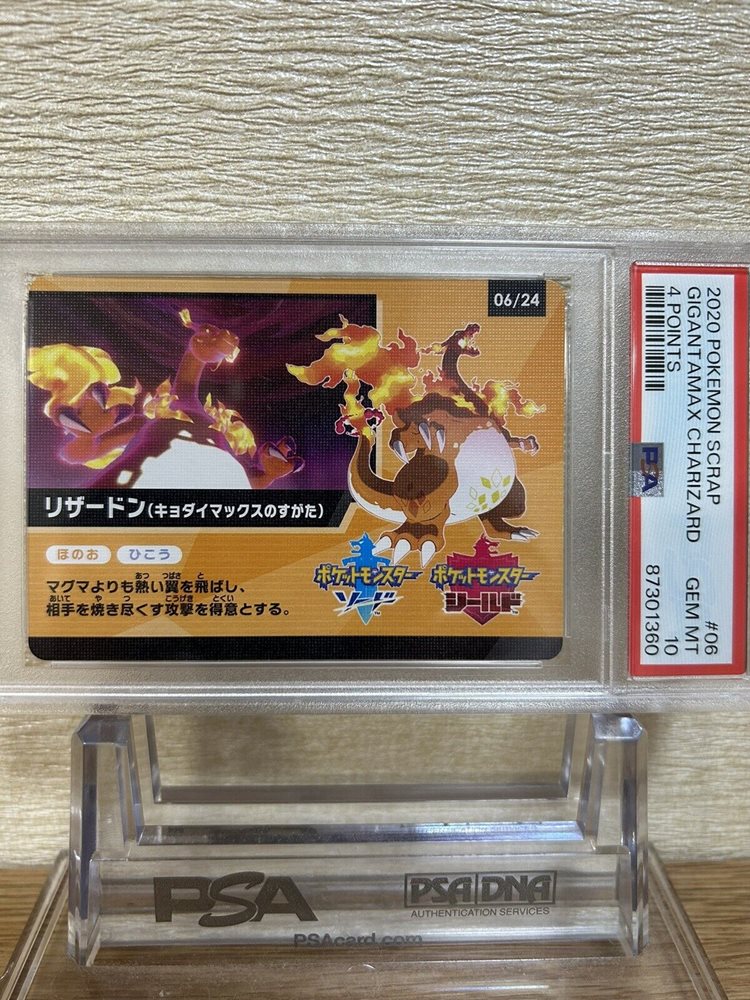 06/24
リザードン(キョダイマックスのすがた)
ほのお ひこう
マグマよりも熱い翼を飛ばし、
相手を焼き尽くす攻撃を得意とする。
ポケットモンスター
ソード
ポケットモンスター
シールド
2020 POKEMON SCRAP #06
GIGANTAMAX CHARIZARD GEM MT
4 POINTS 10
87301360
PSA
PSA
PSAcard.com
PSA DNA
AUTHENTICATION SERVICES